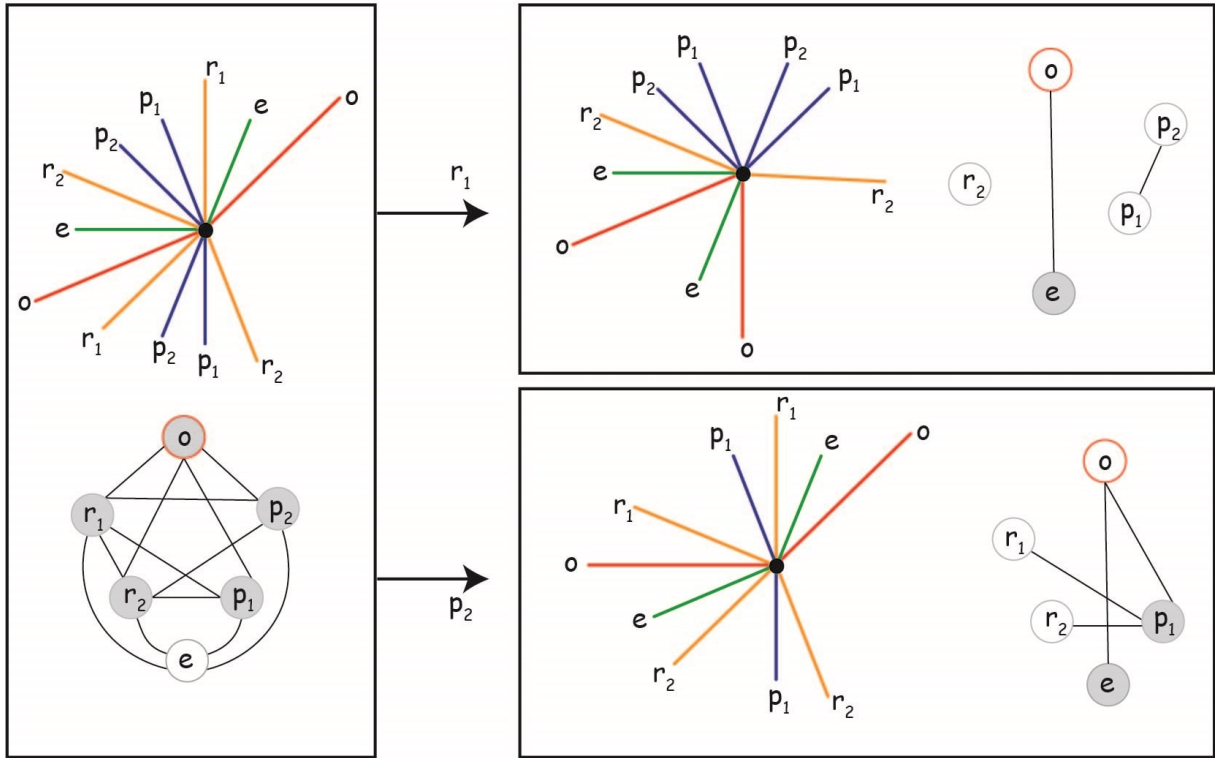 r₁
o
e
p₁
p₂
r₂
e
o
r₁
p₂
p₁
r₂
o
r₁
p₂
r₂
p₁
e
r₁
p₂
p₁
p₂
p₂
p₁
r₂
e
r₂
o
e
o
o
p₂
r₂
p₁
e
r₁
p₁
e
o
r₁
o
e
r₂
p₁
r₂
o
r₁
r₂
p₁
e